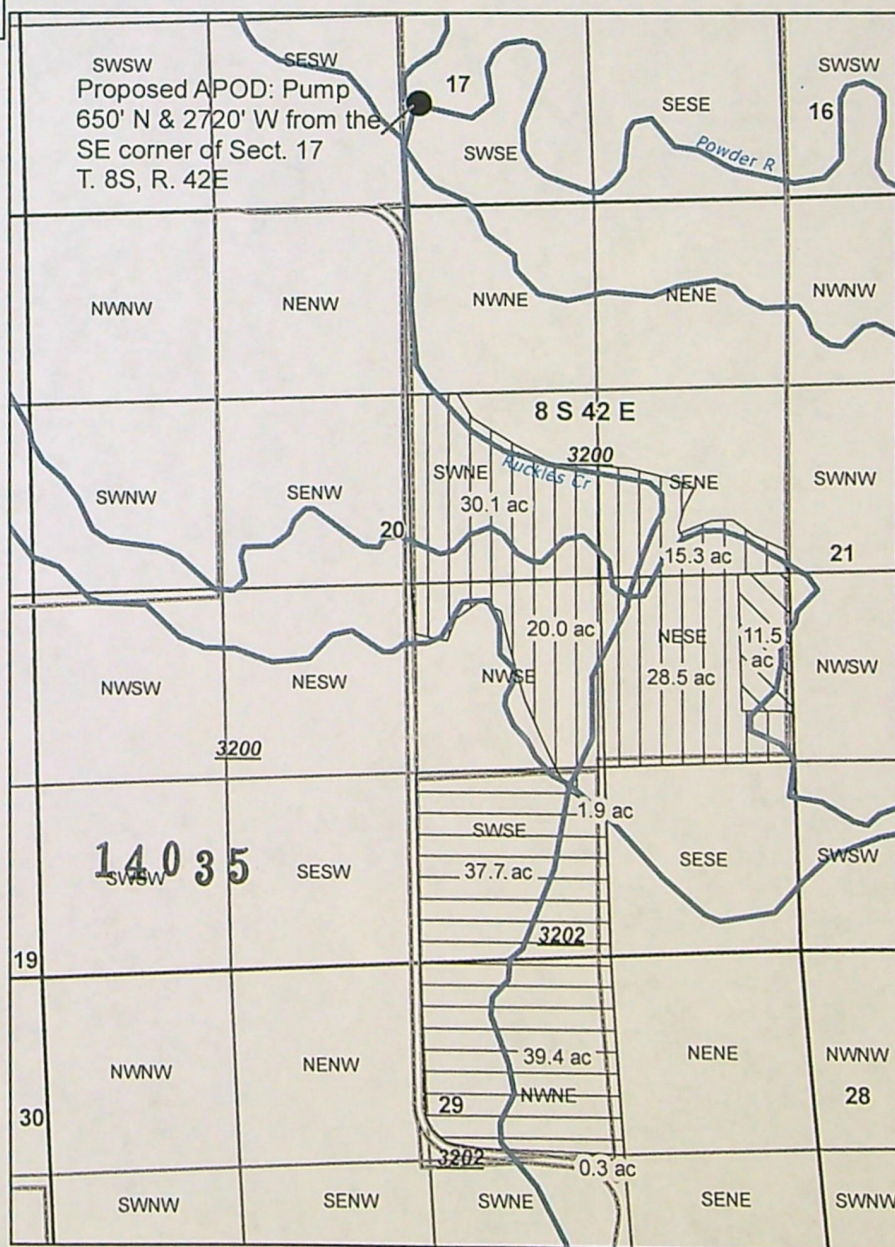 SWSW
SESW
17
SWSW
Proposed APOD: Pump
650' N & 2720' W from the
SE corner of Sect. 17
T. 8S, R. 42E
SESE
16
SWSE
Powder R
NWNW
NENW
NWNE
NENE
NWNW
8 S 42 E
3200
SWNE
Ruckles Cr
SENE
SWNW
SWNW
SENW
30.1 ac
20
15.3 ac
21
20.0 ac
NESE
11.5
ac
NWSE
28.5 ac
NWSW
NWSW
NESW
3200
1.9 ac
SWSE
14035
SWSW
SESW
37.7 ac
SESE
SWSW
3202
19
39.4 ac
NENE
NWNW
NWNW
NENW
NWNE
28
29
30
3202
0.3 ac
SWNW
SENW
SWNE
SENE
SWNW